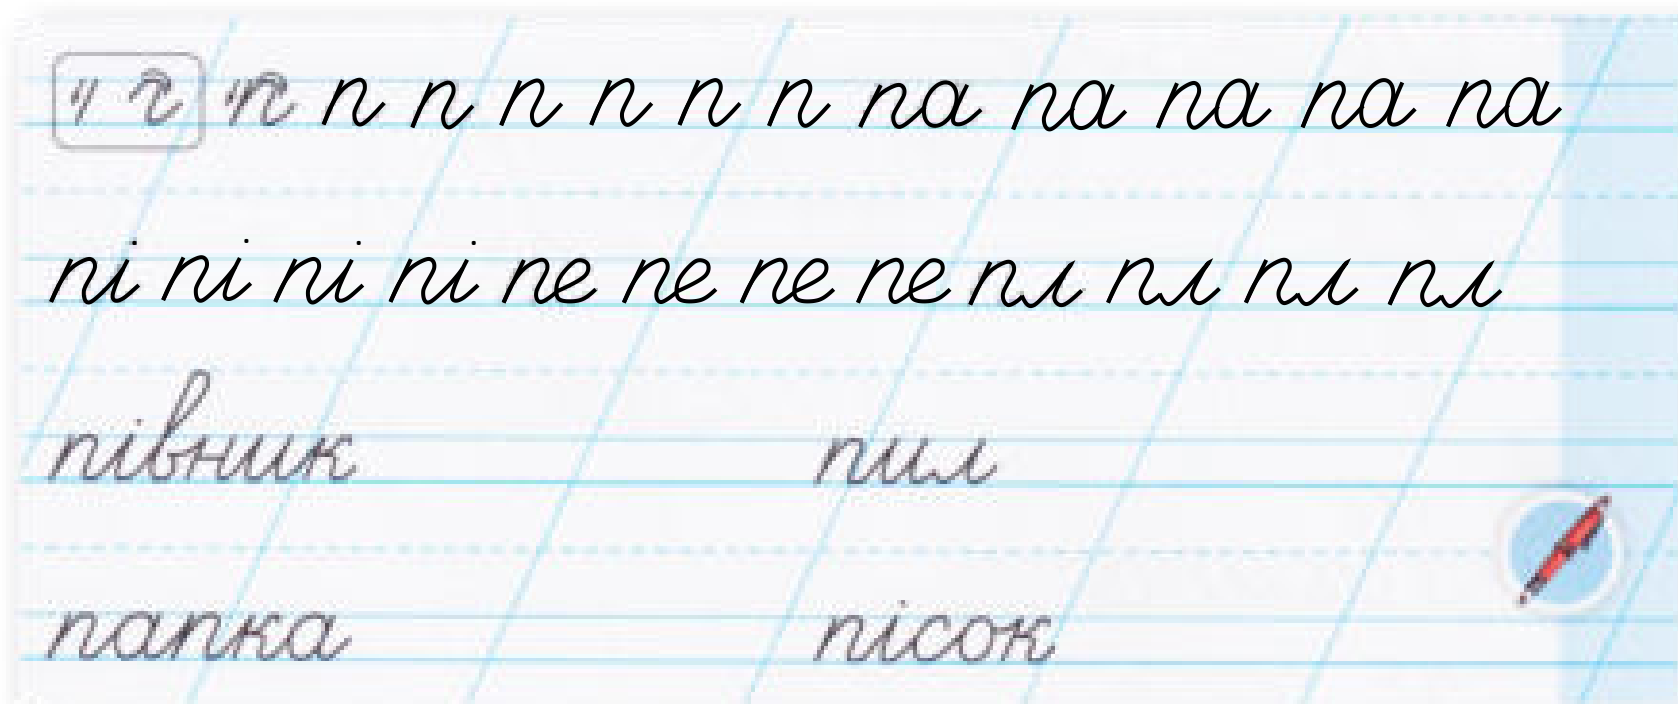 п п п п п п п па па па па па
пі пі пі пі пе пе пе пе пл пл пл пл
півник пил
папка пісок